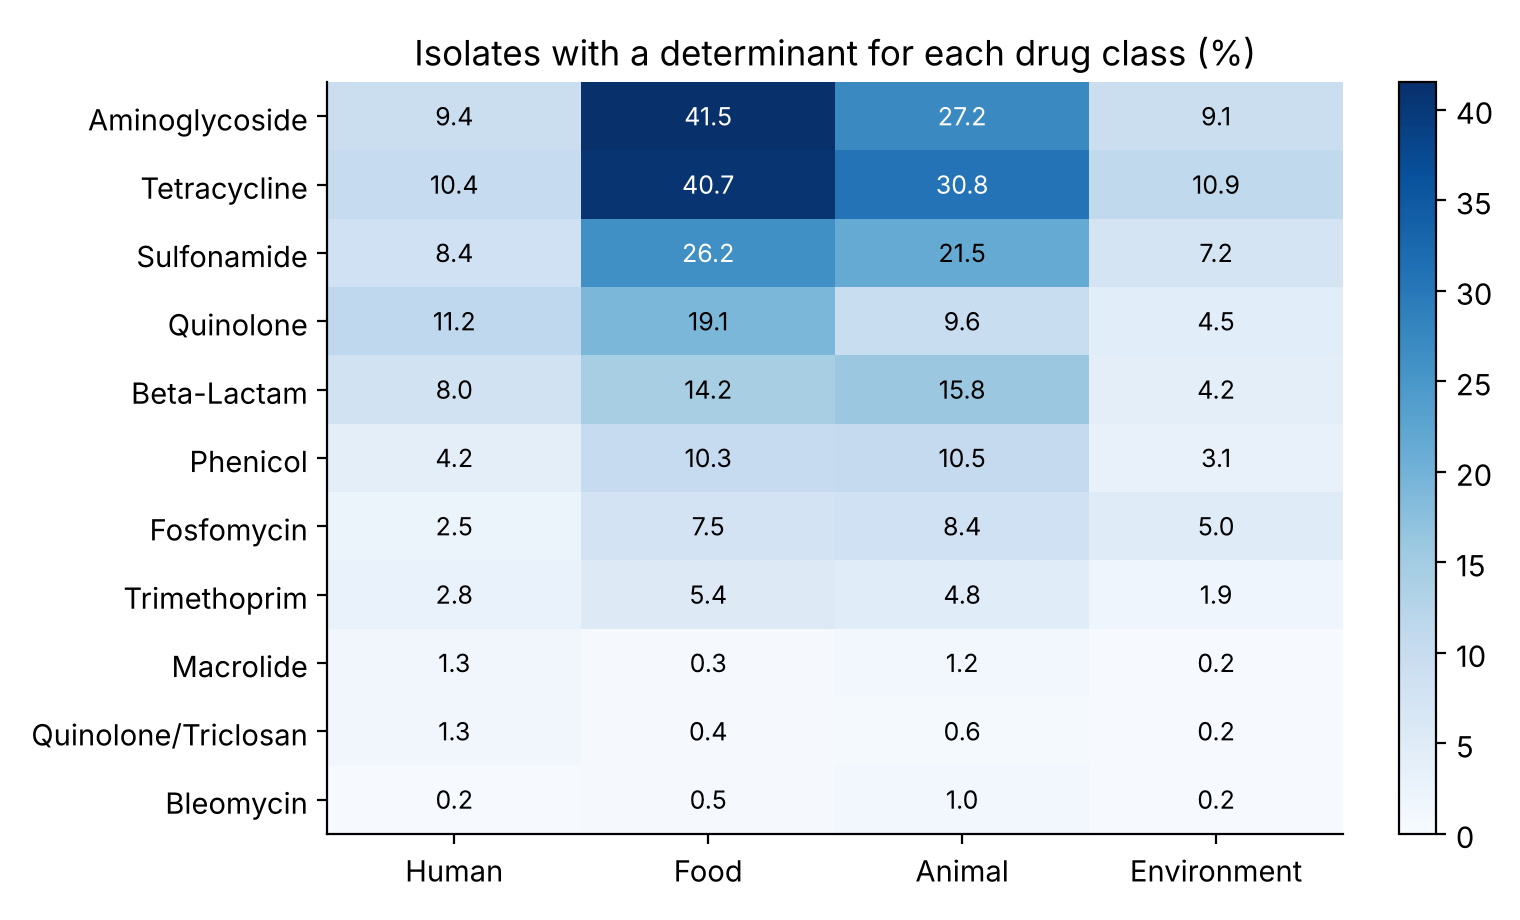 Isolates with a determinant for each drug class (%)
Aminoglycoside 9.4 41.5 27.2 9.1
Tetracycline 10.4 40.7 30.8 10.9
Sulfonamide 8.4 26.2 21.5 7.2
Quinolone 11.2 19.1 9.6 4.5
Beta-Lactam 8.0 14.2 15.8 4.2
Phenicol 4.2 10.3 10.5 3.1
Fosfomycin 2.5 7.5 8.4 5.0
Trimethoprim 2.8 5.4 4.8 1.9
Macrolide 1.3 0.3 1.2 0.2
Quinolone/Triclosan 1.3 0.4 0.6 0.2
Bleomycin 0.2 0.5 1.0 0.2
Human Food Animal Environment
40
35
30
25
20
15
10
5
0